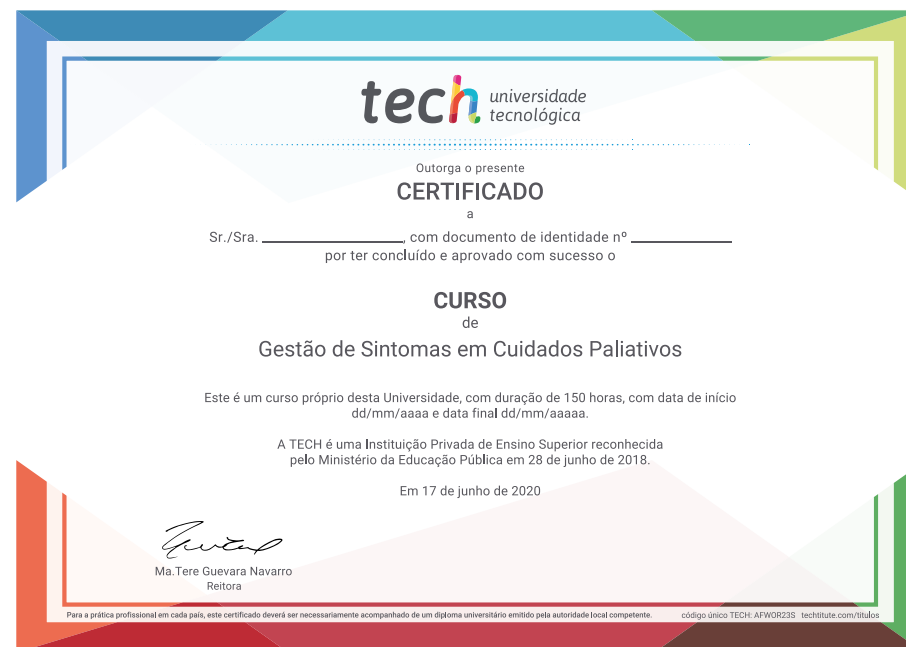 tech universidade
tecnológica
Outorga o presente
CERTIFICADO
a
Sr./Sra. ____________________, com documento de identidade nº ______________
por ter concluído e aprovado com sucesso o
CURSO
de
Gestão de Sintomas em Cuidados Paliativos
Este é um curso próprio desta Universidade, com duração de 150 horas, com data de início
dd/mm/aaaa e data final dd/mm/aaaaa.
A TECH é uma Instituição Privada de Ensino Superior reconhecida
pelo Ministério da Educação Pública em 28 de junho de 2018.
Em 17 de junho de 2020
Ma.Tere Guevara Navarro
Reitora
Para a prática profissional em cada país, este certificado deverá ser necessariamente acompanhado de um diploma universitário emitido pela autoridade local competente. código único TECH: AFWOR23S techtitute.com/titulos